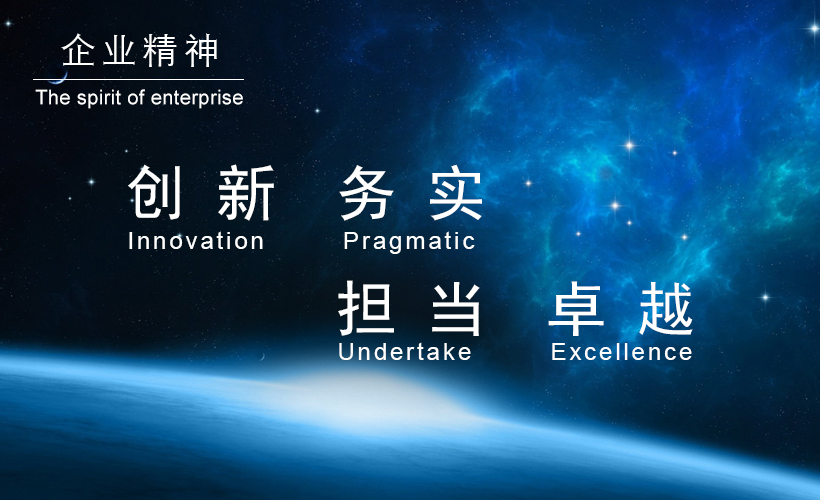 企业精神
The spirit of enterprise
创新 务实
Innovation Pragmatic
担当 卓越
Undertake Excellence